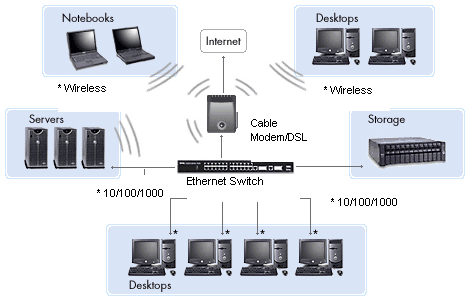 Notebooks
Desktops
Internet
* Wireless
* Wireless
Servers
Cable
Modem/DSL
Storage
Ethernet Switch
* 10/100/1000
* 10/100/1000
* * * *
Desktops